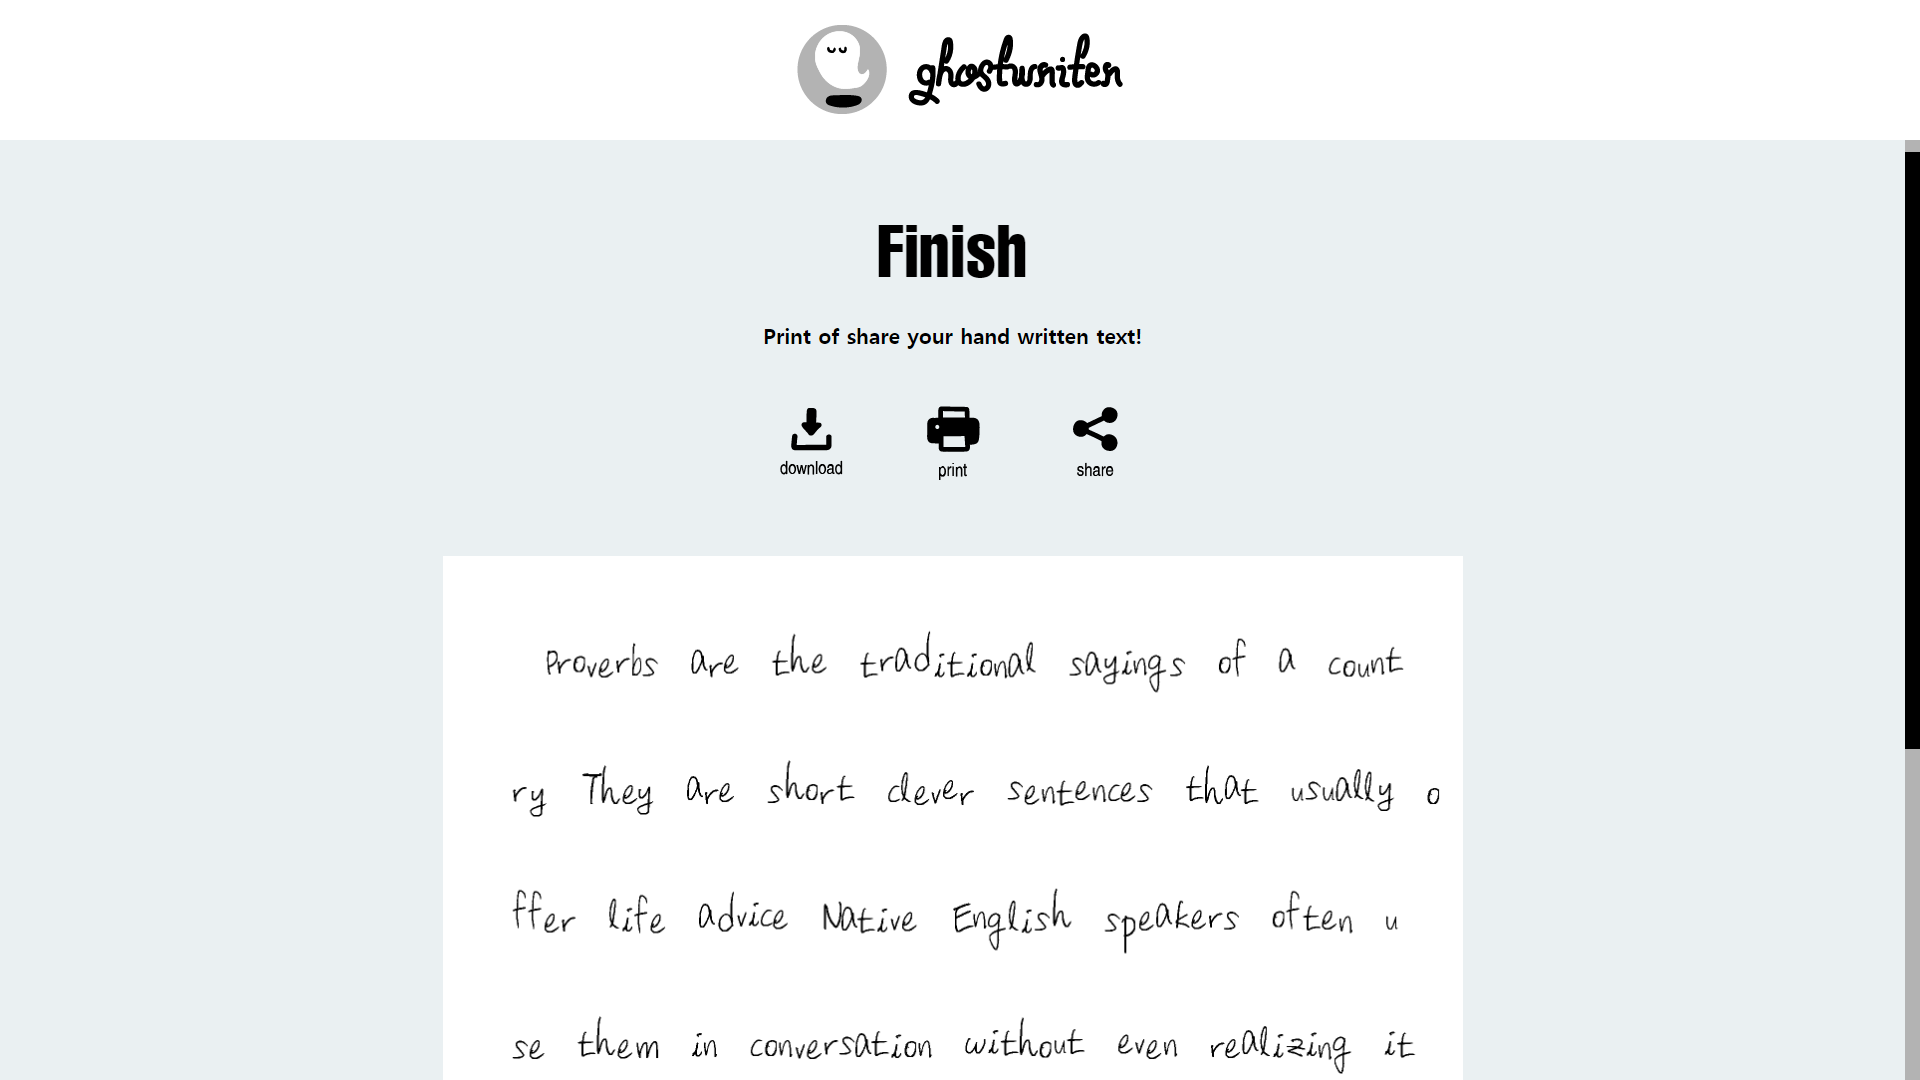 ghostwriter
Finish
Print of share your hand written text!
download print share
Proverbs are the traditional sayings of a count
ry They are short clever sentences that usually o
ffer life advice Native English speakers often u
se them in conversation without even realizing it